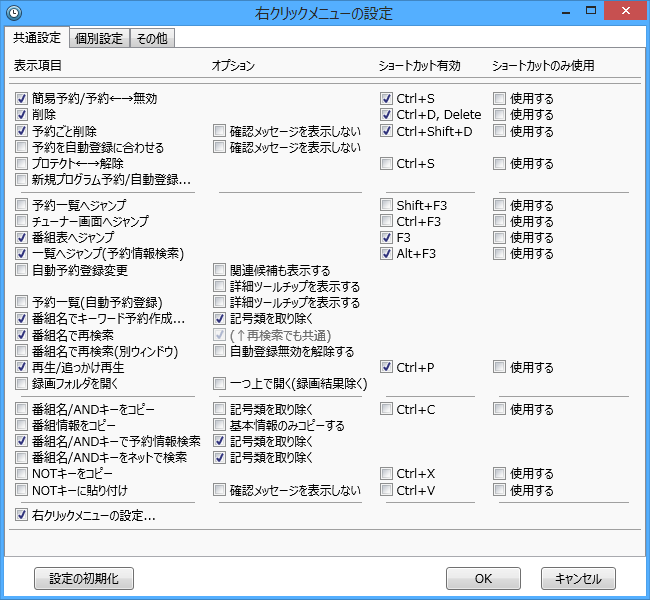 右クリックメニューの設定
共通設定 個別設定 その他
表示項目 オプション ショートカット有効 ショートカットのみ使用
簡易予約/予約←→無効 Ctrl+S 使用する
削除 Ctrl+D, Delete 使用する
予約ごと削除 確認メッセージを表示しない Ctrl+Shift+D 使用する
予約を自動登録に合わせる 確認メッセージを表示しない
プロテクト←→解除 Ctrl+S 使用する
新規プログラム予約/自動登録...
予約一覧へジャンプ Shift+F3 使用する
チューナー画面へジャンプ Ctrl+F3 使用する
番組表へジャンプ F3 使用する
一覧へジャンプ(予約情報検索) Alt+F3 使用する
自動予約登録変更 関連候補も表示する
詳細ツールチップを表示する
予約一覧(自動予約登録) 詳細ツールチップを表示する
番組名でキーワード予約作成... 記号類を取り除く
番組名で再検索 (↑再検索でも共通)
番組名で再検索(別ウィンドウ) 自動登録無効を解除する
再生/追っかけ再生 Ctrl+P 使用する
録画フォルダを開く 一つ上で開く(録画結果除く)
番組名/ANDキーをコピー 記号類を取り除く Ctrl+C 使用する
番組情報をコピー 基本情報のみコピーする
番組名/ANDキーで予約情報検索 記号類を取り除く
番組名/ANDキーをネットで検索 記号類を取り除く
NOTキーをコピー Ctrl+X 使用する
NOTキーに貼り付け 確認メッセージを表示しない Ctrl+V 使用する
右クリックメニューの設定...
設定の初期化 OK キャンセル